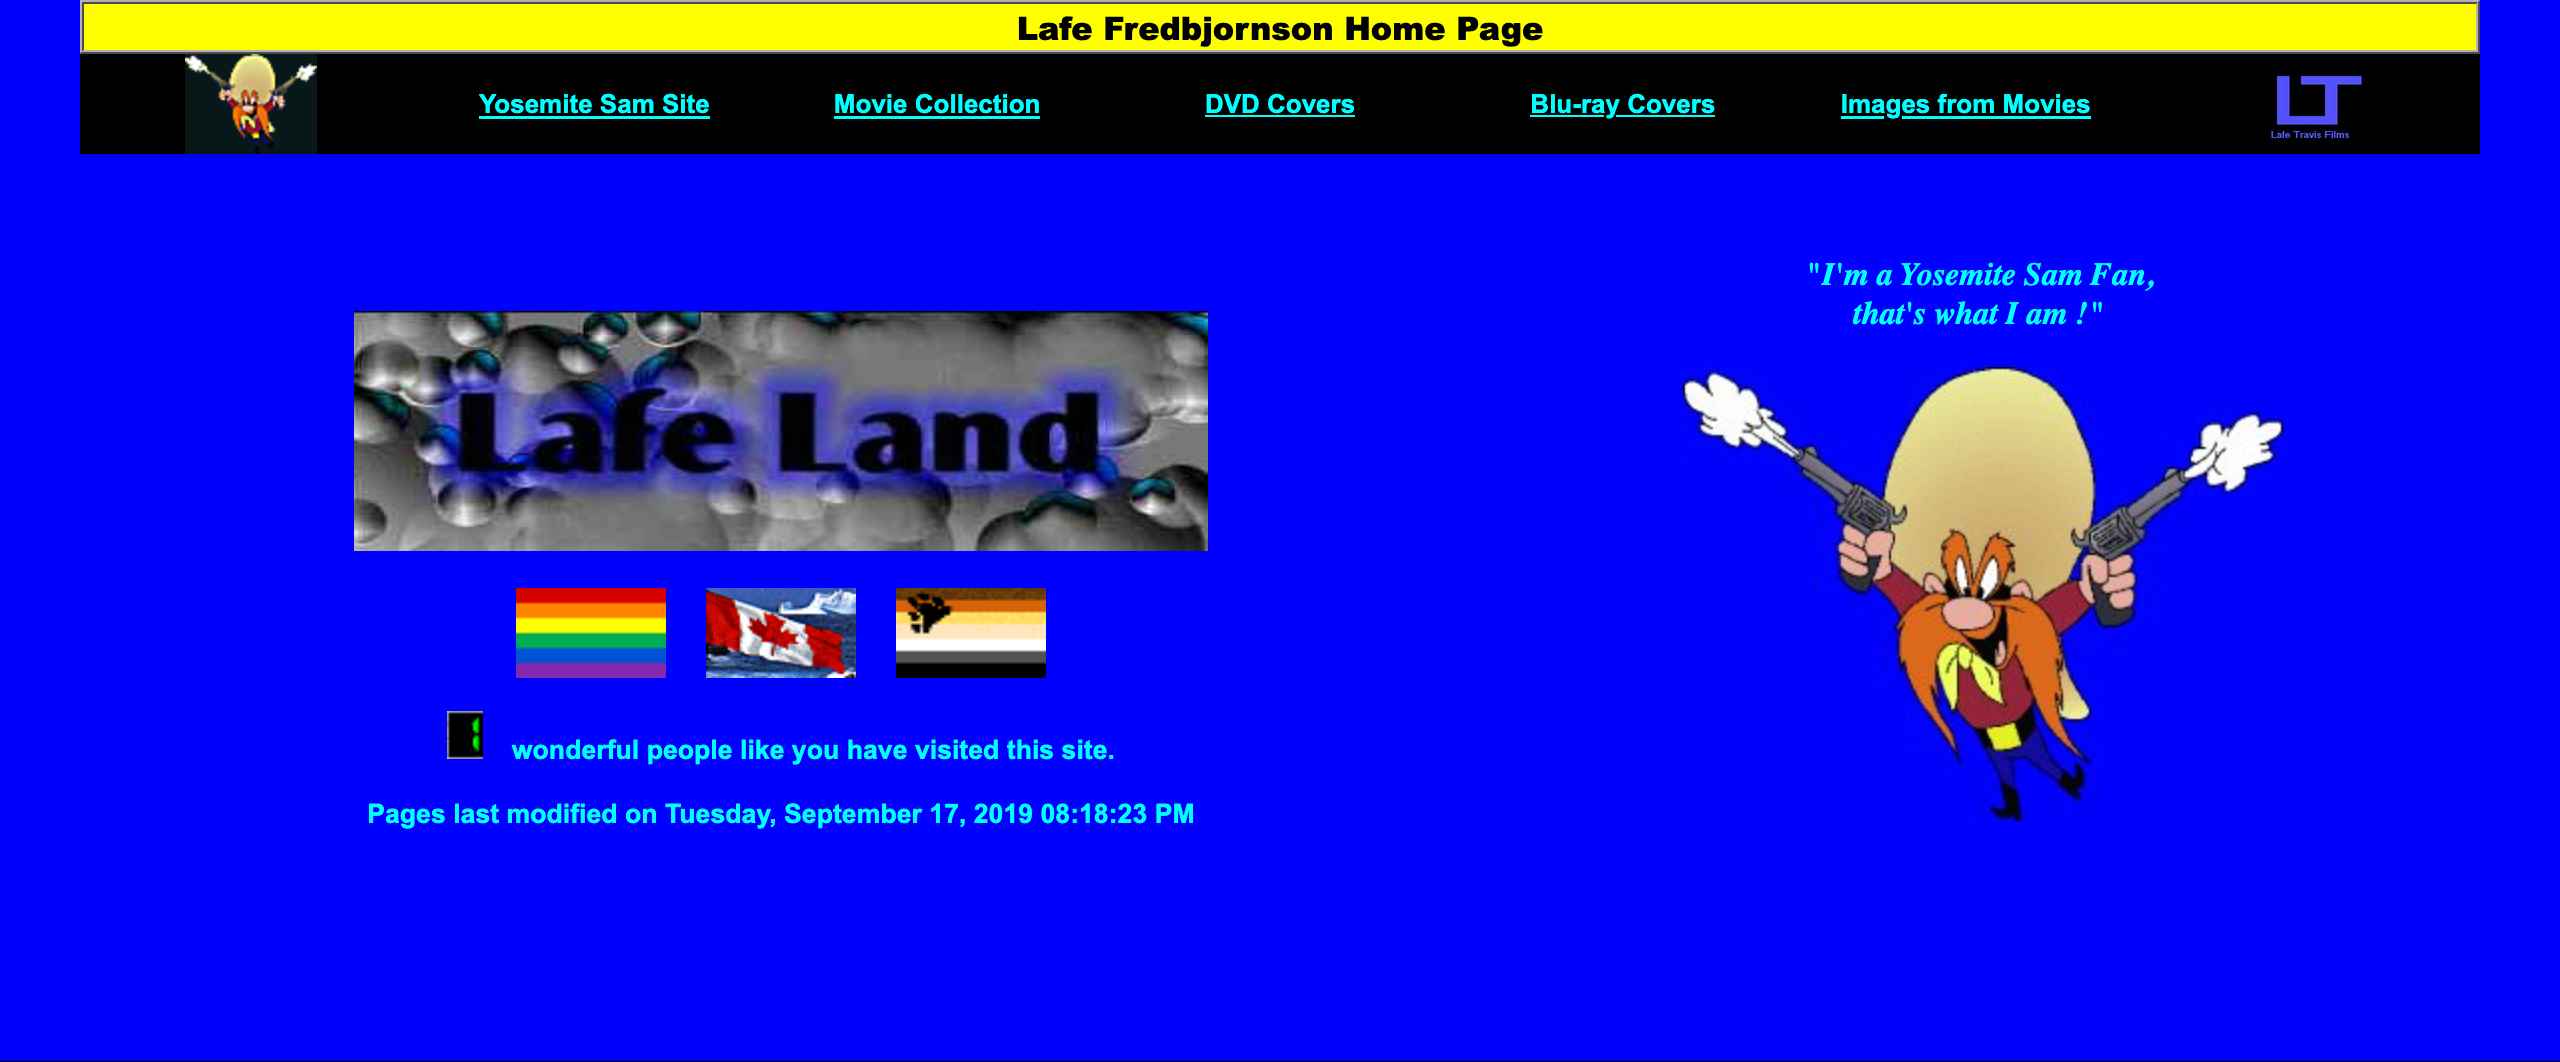 Lafe Fredbjornson Home Page
Yosemite Sam Site
Movie Collection
DVD Covers
Blu-ray Covers
Images from Movies
LT
Lafe Travis Films
"I'm a Yosemite Sam Fan,
that's what I am !"
Lafe Land
wonderful people like you have visited this site.
Pages last modified on Tuesday, September 17, 2019 08:18:23 PM